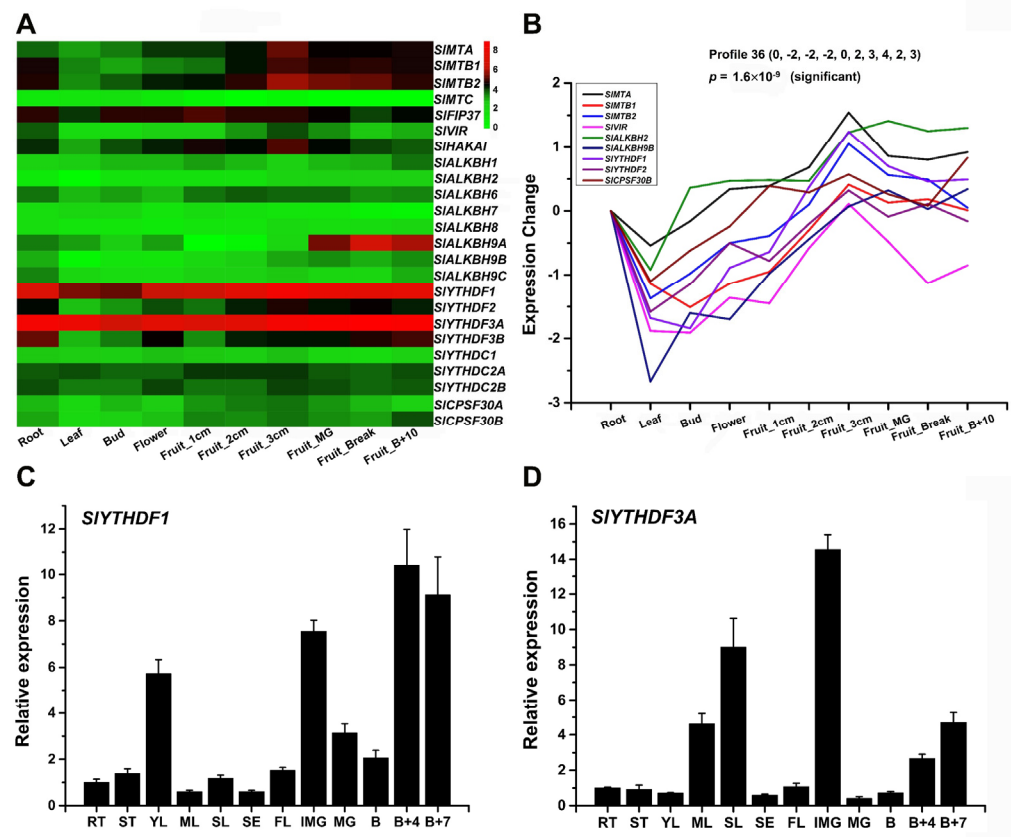 A
SlMTA
SlMTB1
SlMTB2
SlMTC
SlFIP37
SlVIR
SlHAKAI
SlALKBH1
SlALKBH2
SlALKBH6
SlALKBH7
SlALKBH8
SlALKBH9A
SlALKBH9B
SlALKBH9C
SlYTHDF1
SlYTHDF2
SlYTHDF3A
SlYTHDF3B
SlYTHDC1
SlYTHDC2A
SlYTHDC2B
SlCPSF30A
SlCPSF30B
8
6
4
2
0
Root Leaf Bud Flower Fruit_1cm Fruit_2cm Fruit_3cm Fruit_MG Fruit_Break Fruit_B+10
B
Profile 36 (0, -2, -2, -2, 0, 2, 3, 4, 2, 3)
p = 1.6×10-9 (significant)
SlMTA
SlMTB1
SlMTB2
SlVIR
SlALKBH2
SlALKBH9B
SlYTHDF1
SlYTHDF2
SlCPSF30B
Expression Change
2
1
0
-1
-2
-3
Root Leaf Bud Flower Fruit_1cm Fruit_2cm Fruit_3cm Fruit_MG Fruit_Break Fruit_B+10
C
SlYTHDF1
Relative expression
12
10
8
6
4
2
0
RT ST YL ML SL SE FL IMG MG B B+4 B+7
D
SlYTHDF3A
Relative expression
16
14
12
10
8
6
4
2
0
RT ST YL ML SL SE FL IMG MG B B+4 B+7